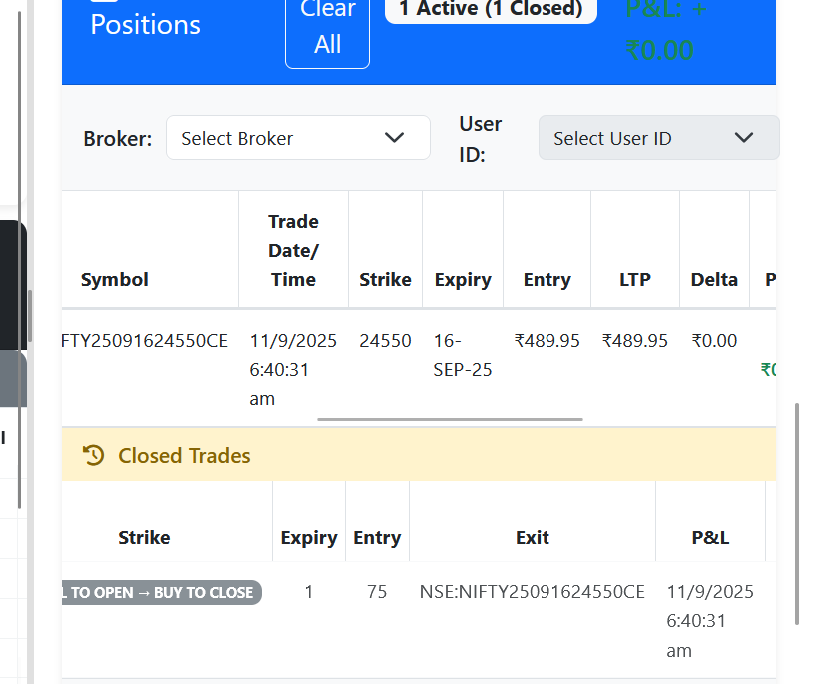 Positions
Clear
All
1 Active (1 Closed)
P&L: +
₹0.00
Broker:
Select Broker
User
ID:
Select User ID
Symbol
Trade
Date/
Time
Strike
Expiry
Entry
LTP
Delta
P
FTY25091624550CE
11/9/2025
6:40:31
am
24550
16-
SEP-25
₹489.95
₹489.95
₹0.00
₹0
Closed Trades
Strike
Expiry
Entry
Exit
P&L
L TO OPEN → BUY TO CLOSE
1
75
NSE:NIFTY25091624550CE
11/9/2025
6:40:31
am